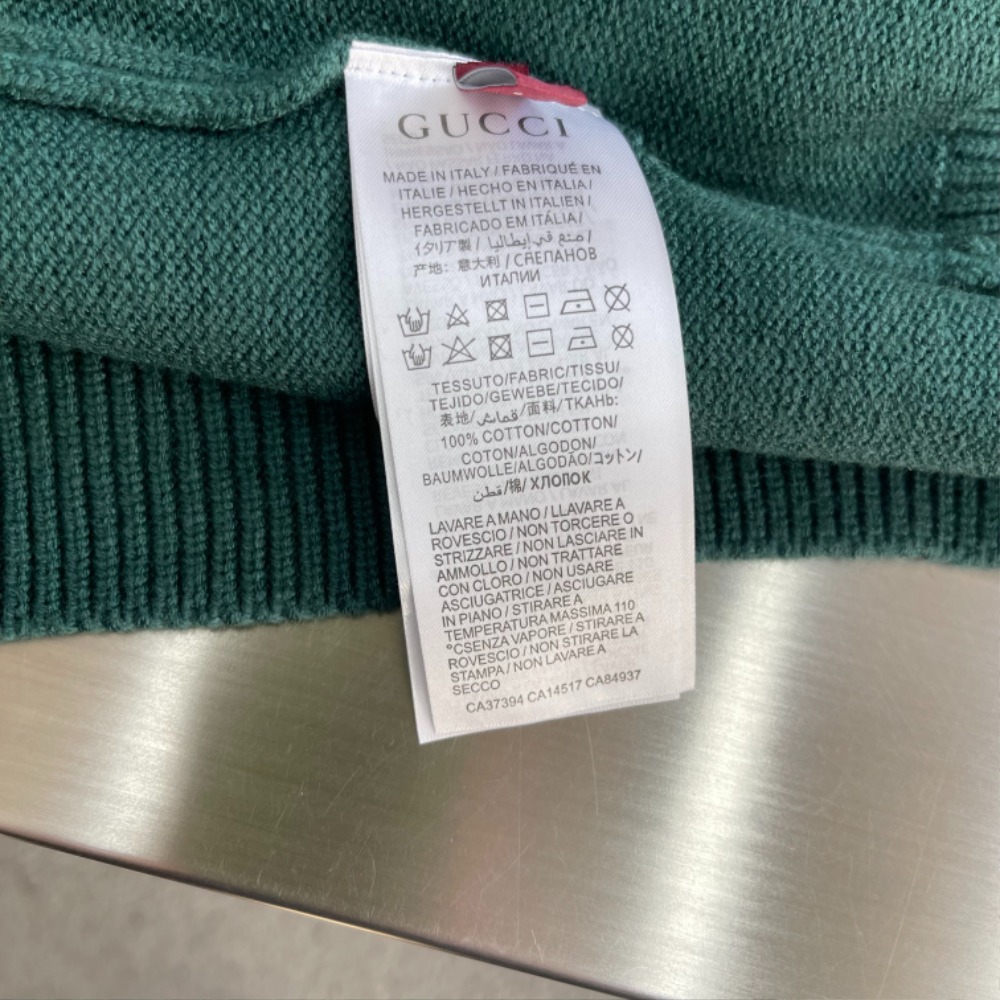 GUCCI
MADE IN ITALY / FABRIQUÉ EN
ITALIE / HECHO EN ITALIA /
HERGESTELLT IN ITALIEN /
FABRICADO EM ITÁLIA /
イタリア製 / صنع في إيطاليا /
产地：意大利 / СЯЕПАНОВ
ИТАПИИ
TESSUTO/FABRIC/TISSU/
TEJIDO/GEWEBE/TECIDO/
表地/قماش/面料/TKAHb:
100% COTTON/COTTON/
COTON/ALGODON/
BAUMWOLLE/ALGODÃO/コットン/
قطن/棉/ХЛОПОК
LAVARE A MANO / LLAVARE A
ROVESCIO / NON TORCERE O
STRIZZARE / NON LASCIARE IN
AMMOLLO / NON TRATTARE
CON CLORO / NON USARE
ASCIUGATRICE / ASCIUGARE
IN PIANO / STIRARE A
TEMPERATURA MASSIMA 110
°CSENZA VAPORE / STIRARE A
ROVESCIO / NON STIRARE LA
STAMPA / NON LAVARE A
SECCO
CA37394 CA14517 CA84937